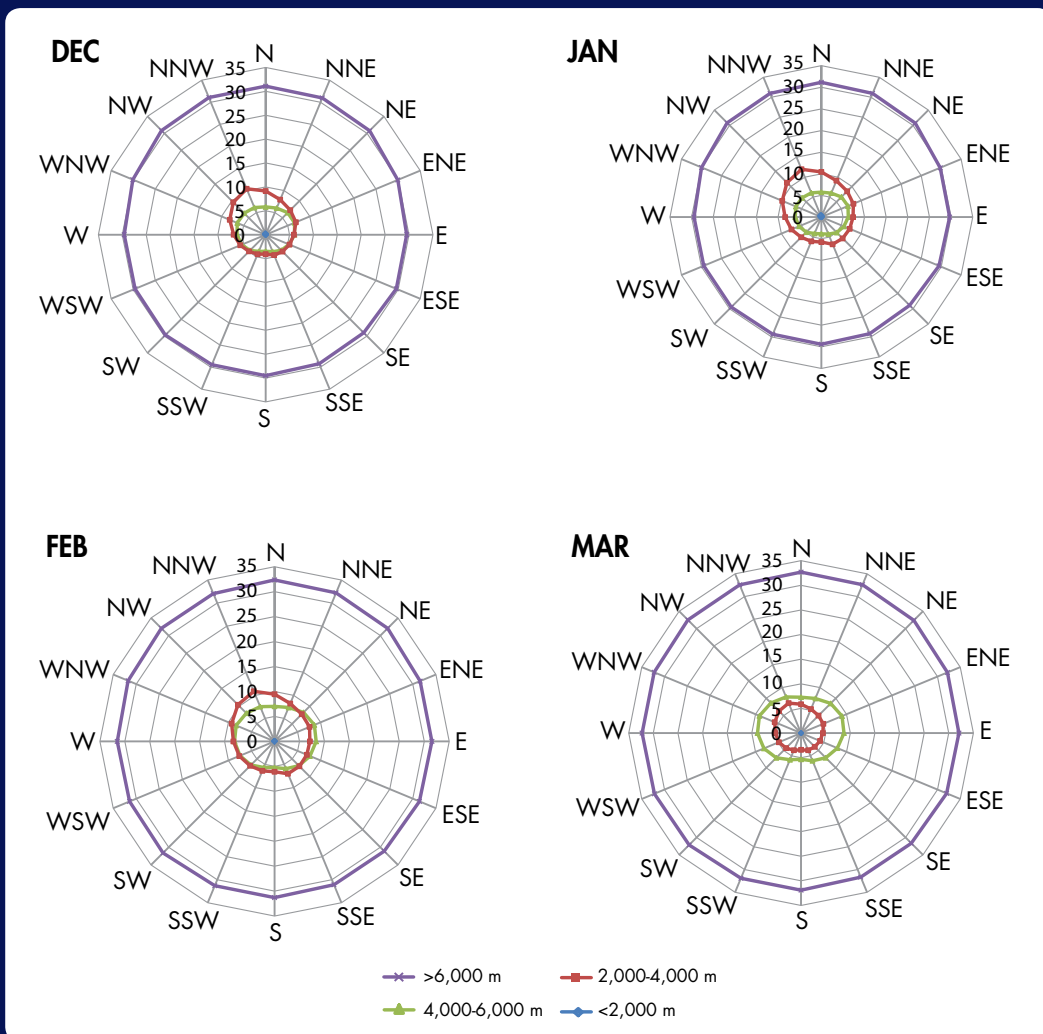 DEC
N
NNE
NE
ENE
E
ESE
SE
SSE
S
SSW
SW
WSW
W
WNW
NW
NNW
35
30
25
20
15
10
5
0
JAN
N
NNE
NE
ENE
E
ESE
SE
SSE
S
SSW
SW
WSW
W
WNW
NW
NNW
35
30
25
20
15
10
5
0
FEB
N
NNE
NE
ENE
E
ESE
SE
SSE
S
SSW
SW
WSW
W
WNW
NW
NNW
35
30
25
20
15
10
5
0
MAR
N
NNE
NE
ENE
E
ESE
SE
SSE
S
SSW
SW
WSW
W
WNW
NW
NNW
35
30
25
20
15
10
5
0
>6,000 m
2,000-4,000 m
4,000-6,000 m
<2,000 m